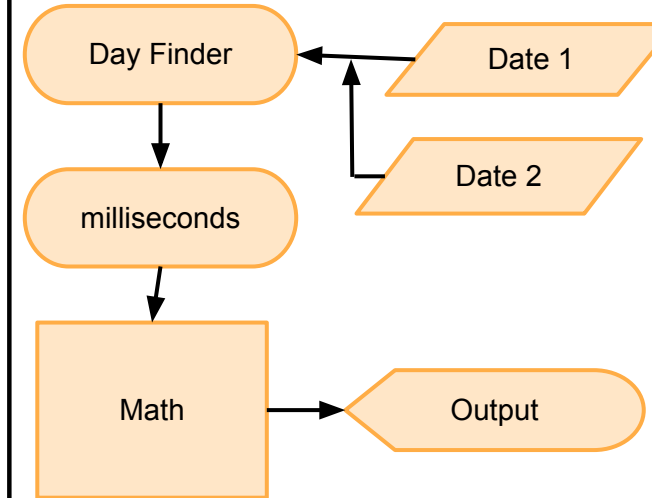 Day Finder
Date 1
Date 2
milliseconds
Math
Output